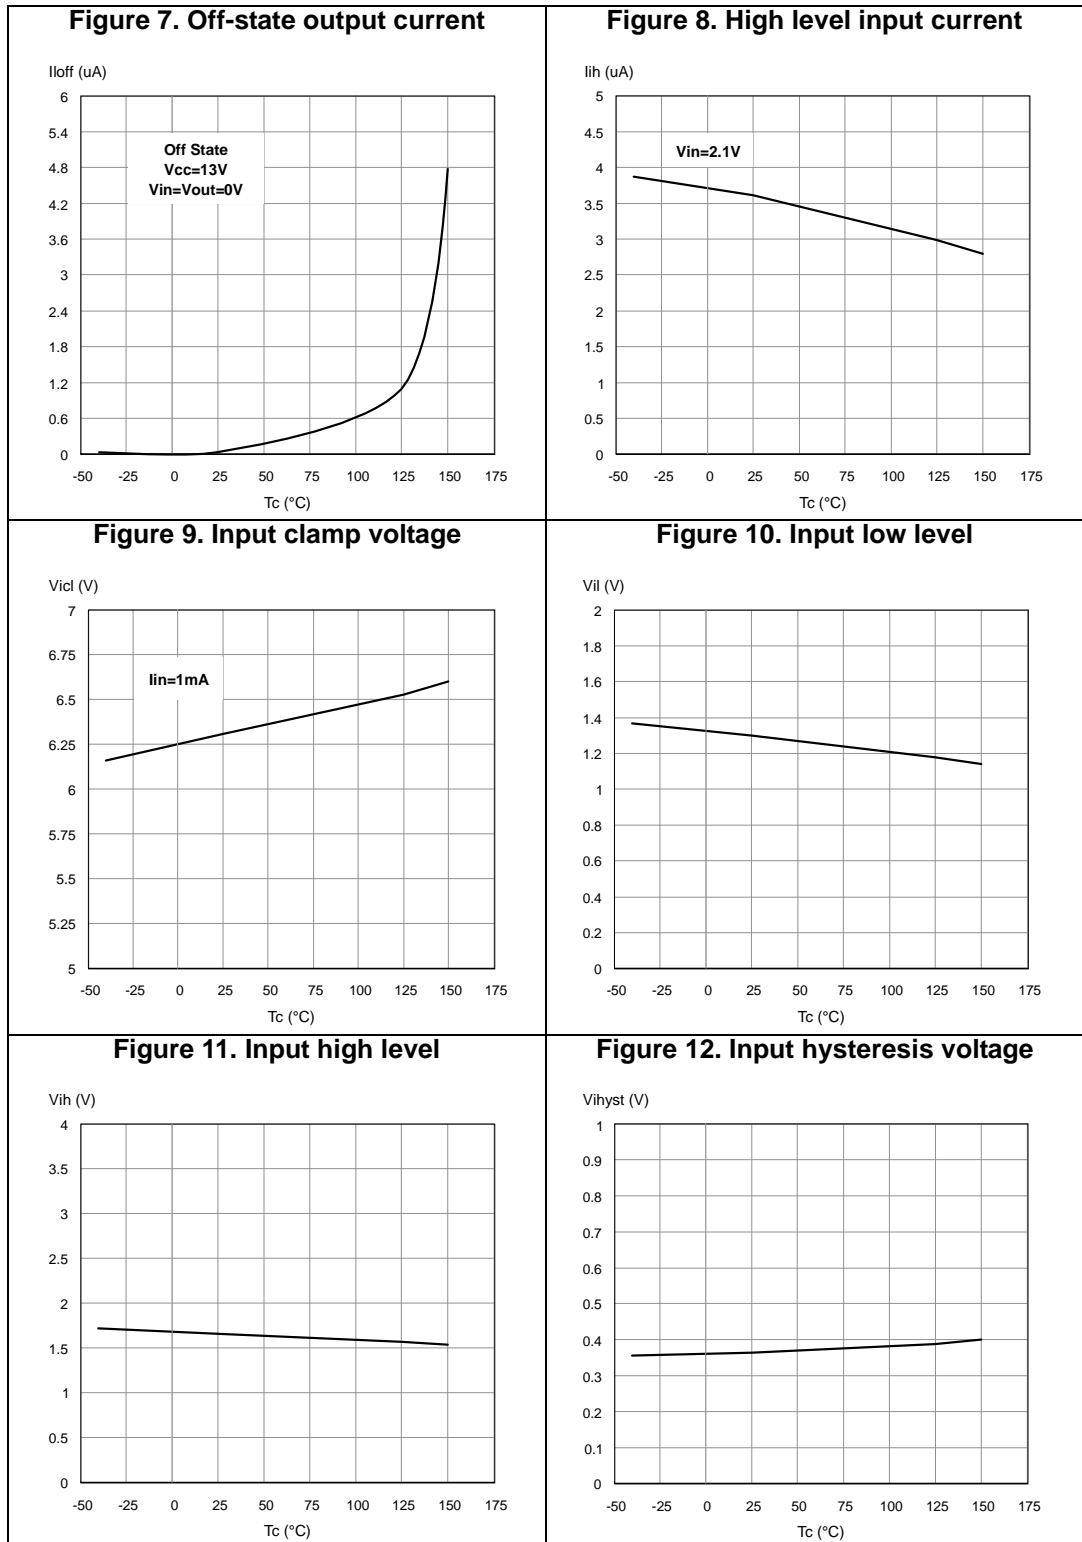 Figure 7. Off-state output current
Iloff (uA)
6
5.4
4.8
4.2
3.6
3
2.4
1.8
1.2
0.6
0
Off State
Vcc=13V
Vin=Vout=0V
-50 -25 0 25 50 75 100 125 150 175
Tc (°C)
Figure 8. High level input current
Iih (uA)
5
4.5
4
3.5
3
2.5
2
1.5
1
0.5
0
Vin=2.1V
-50 -25 0 25 50 75 100 125 150 175
Tc (°C)
Figure 9. Input clamp voltage
Vicl (V)
7
6.75
6.5
6.25
6
5.75
5.5
5.25
5
Iin=1mA
-50 -25 0 25 50 75 100 125 150 175
Tc (°C)
Figure 10. Input low level
Vil (V)
2
1.8
1.6
1.4
1.2
1
0.8
0.6
0.4
0.2
0
-50 -25 0 25 50 75 100 125 150 175
Tc (°C)
Figure 11. Input high level
Vih (V)
4
3.5
3
2.5
2
1.5
1
0.5
0
-50 -25 0 25 50 75 100 125 150 175
Tc (°C)
Figure 12. Input hysteresis voltage
Vihyst (V)
1
0.9
0.8
0.7
0.6
0.5
0.4
0.3
0.2
0.1
0
-50 -25 0 25 50 75 100 125 150 175
Tc (°C)